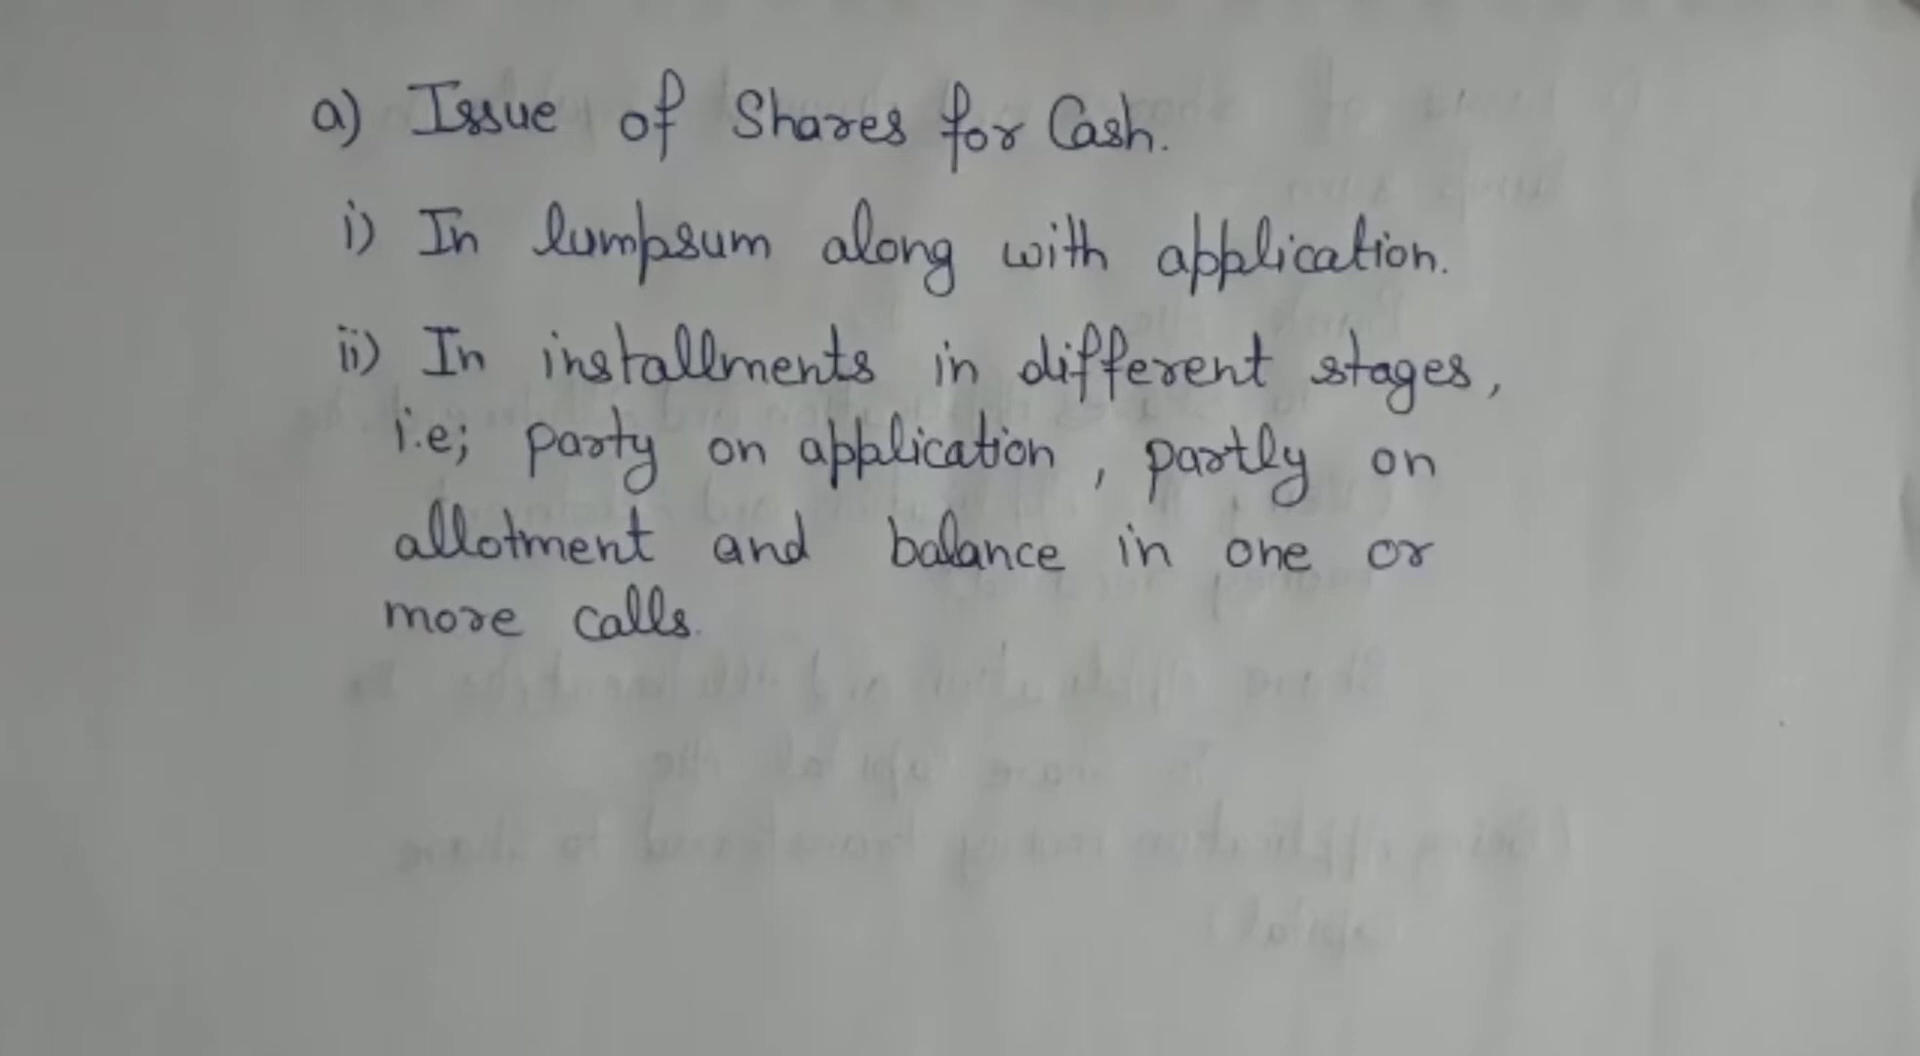 a) Issue of Shares for Cash.
i) In lumpsum along with application.
ii) In installments in different stages,
i.e; party on application, partly on
allotment and balance in one or
more calls.